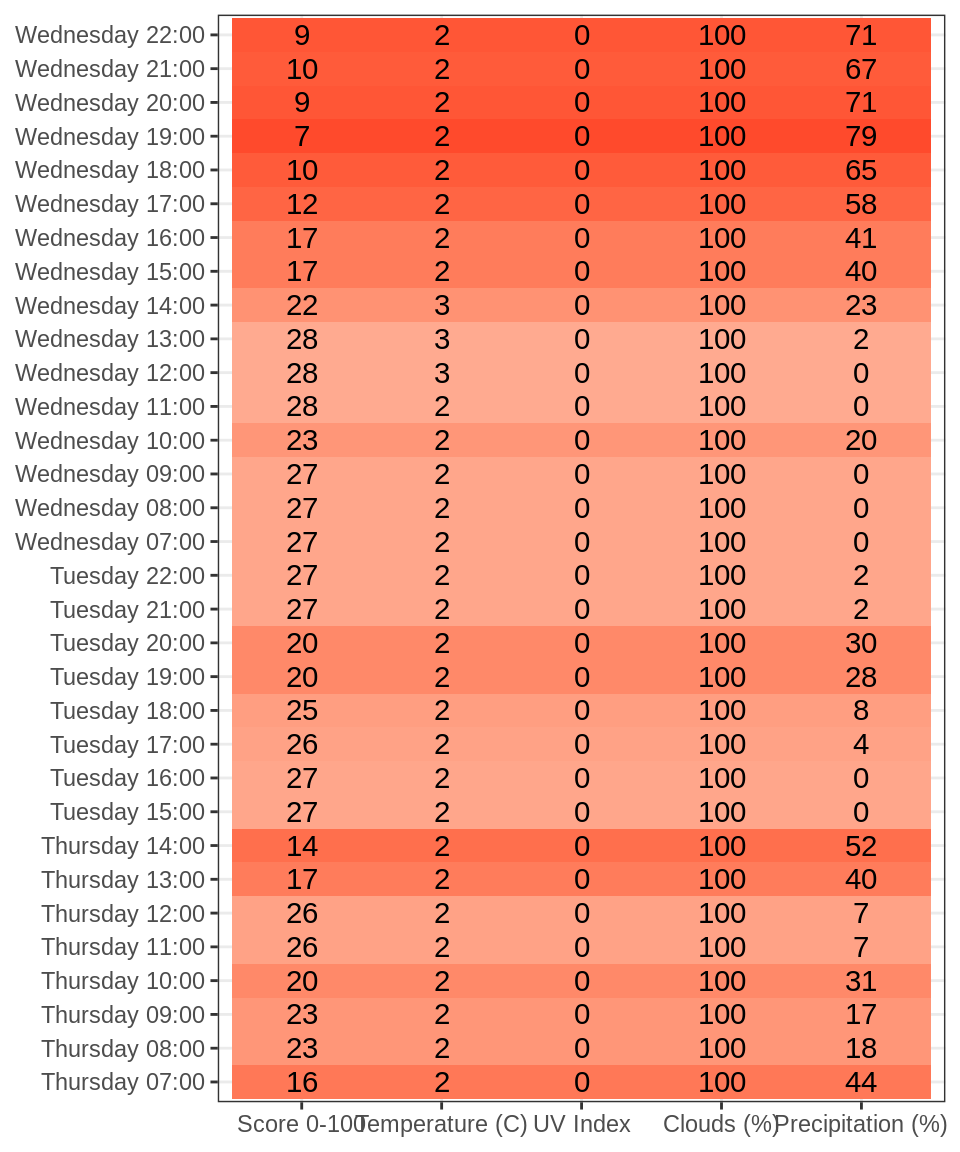 Wednesday 22:00 9 2 0 100 71
Wednesday 21:00 10 2 0 100 67
Wednesday 20:00 9 2 0 100 71
Wednesday 19:00 7 2 0 100 79
Wednesday 18:00 10 2 0 100 65
Wednesday 17:00 12 2 0 100 58
Wednesday 16:00 17 2 0 100 41
Wednesday 15:00 17 2 0 100 40
Wednesday 14:00 22 3 0 100 23
Wednesday 13:00 28 3 0 100 2
Wednesday 12:00 28 3 0 100 0
Wednesday 11:00 28 2 0 100 0
Wednesday 10:00 23 2 0 100 20
Wednesday 09:00 27 2 0 100 0
Wednesday 08:00 27 2 0 100 0
Wednesday 07:00 27 2 0 100 0
Tuesday 22:00 27 2 0 100 2
Tuesday 21:00 27 2 0 100 2
Tuesday 20:00 20 2 0 100 30
Tuesday 19:00 20 2 0 100 28
Tuesday 18:00 25 2 0 100 8
Tuesday 17:00 26 2 0 100 4
Tuesday 16:00 27 2 0 100 0
Tuesday 15:00 27 2 0 100 0
Thursday 14:00 14 2 0 100 52
Thursday 13:00 17 2 0 100 40
Thursday 12:00 26 2 0 100 7
Thursday 11:00 26 2 0 100 7
Thursday 10:00 20 2 0 100 31
Thursday 09:00 23 2 0 100 17
Thursday 08:00 23 2 0 100 18
Thursday 07:00 16 2 0 100 44
Score 0-100 Temperature (C) UV Index Clouds (%) Precipitation (%)